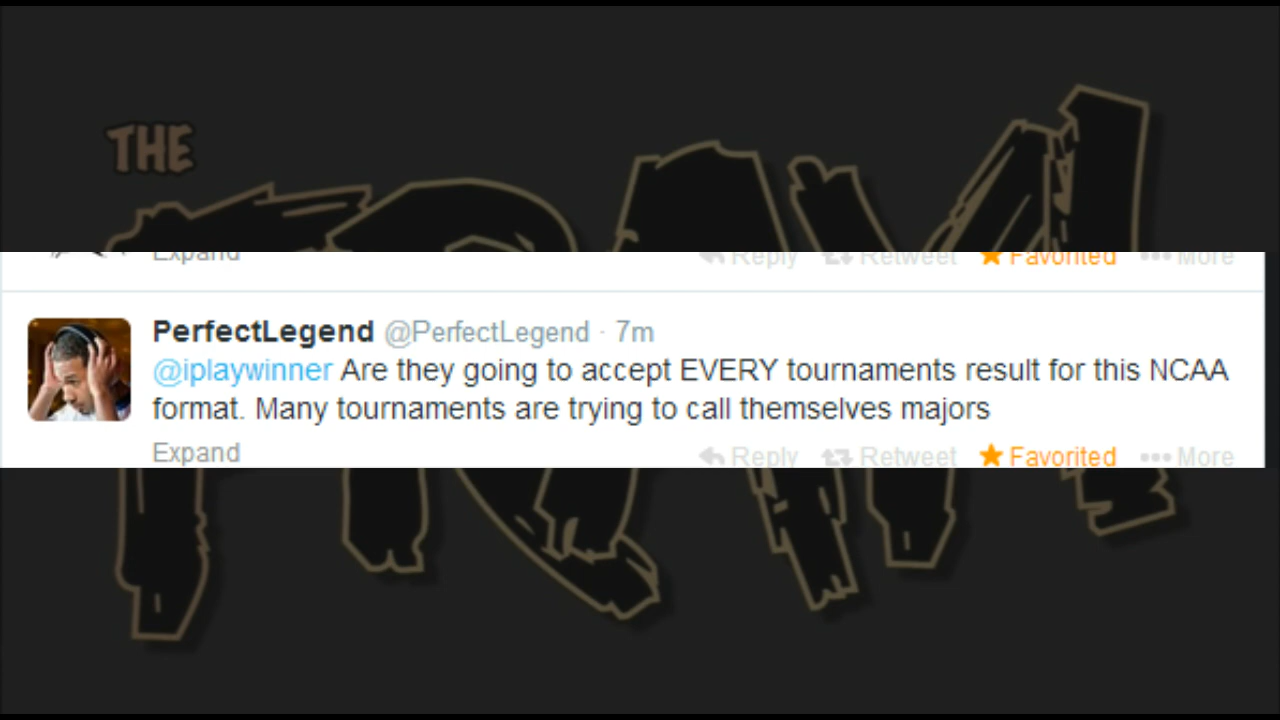 THE
Expand Reply Retweet Favorited More
PerfectLegend @PerfectLegend · 7m
@iplaywinner Are they going to accept EVERY tournaments result for this NCAA
format. Many tournaments are trying to call themselves majors
Expand Reply Retweet Favorited More